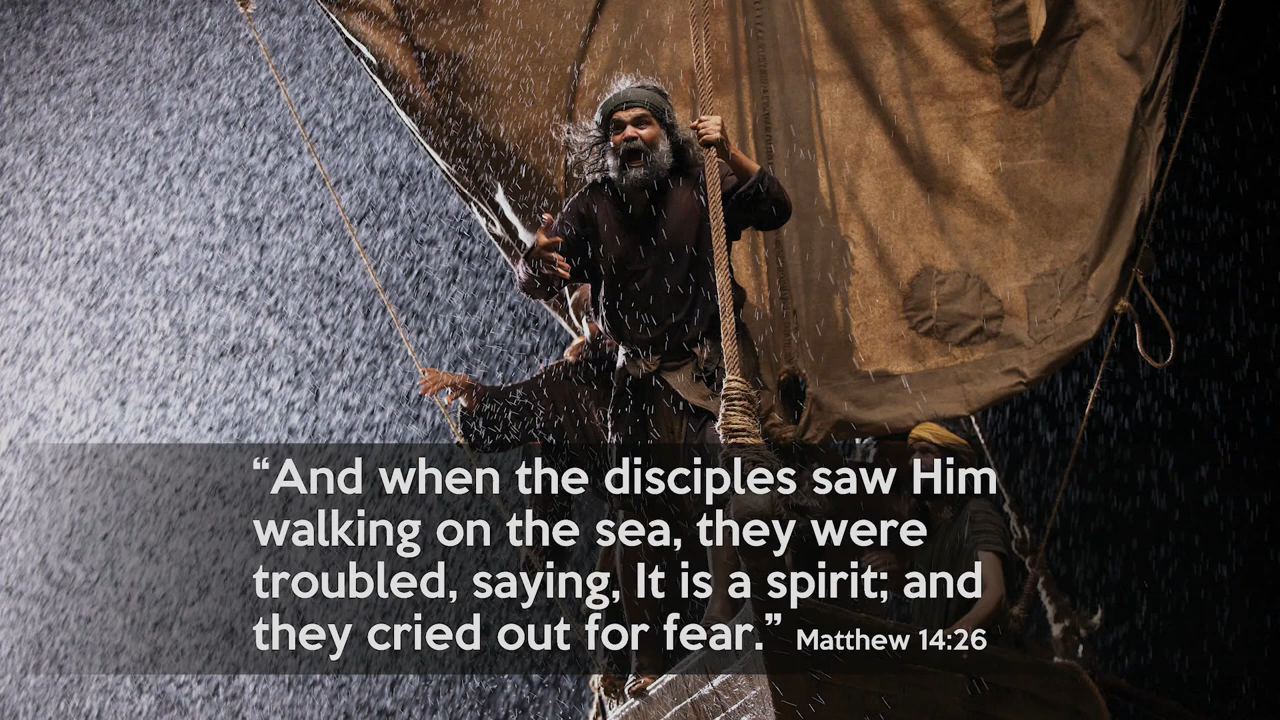 “And when the disciples saw Him
walking on the sea, they were
troubled, saying, It is a spirit; and
they cried out for fear.” Matthew 14:26